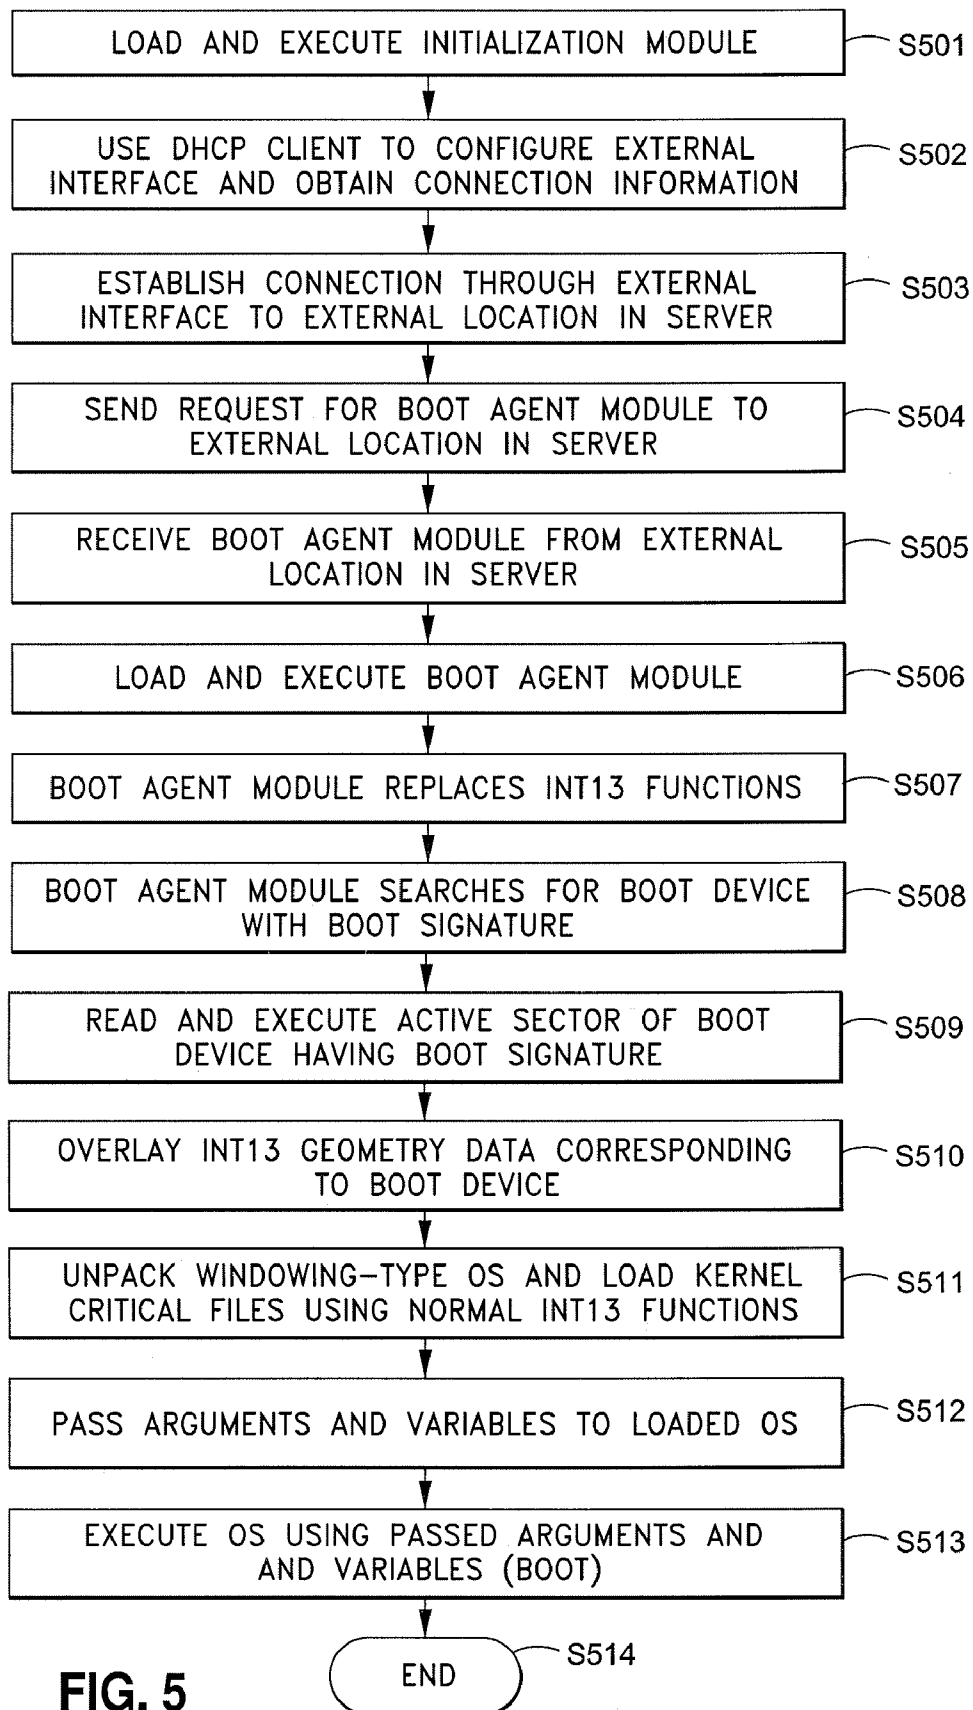 LOAD AND EXECUTE INITIALIZATION MODULE
S501
USE DHCP CLIENT TO CONFIGURE EXTERNAL
INTERFACE AND OBTAIN CONNECTION INFORMATION
S502
ESTABLISH CONNECTION THROUGH EXTERNAL
INTERFACE TO EXTERNAL LOCATION IN SERVER
S503
SEND REQUEST FOR BOOT AGENT MODULE TO
EXTERNAL LOCATION IN SERVER
S504
RECEIVE BOOT AGENT MODULE FROM EXTERNAL
LOCATION IN SERVER
S505
LOAD AND EXECUTE BOOT AGENT MODULE
S506
BOOT AGENT MODULE REPLACES INT13 FUNCTIONS
S507
BOOT AGENT MODULE SEARCHES FOR BOOT DEVICE
WITH BOOT SIGNATURE
S508
READ AND EXECUTE ACTIVE SECTOR OF BOOT
DEVICE HAVING BOOT SIGNATURE
S509
OVERLAY INT13 GEOMETRY DATA CORRESPONDING
TO BOOT DEVICE
S510
UNPACK WINDOWING-TYPE OS AND LOAD KERNEL
CRITICAL FILES USING NORMAL INT13 FUNCTIONS
S511
PASS ARGUMENTS AND VARIABLES TO LOADED OS
S512
EXECUTE OS USING PASSED ARGUMENTS AND
AND VARIABLES (BOOT)
S513
END
S514
FIG. 5